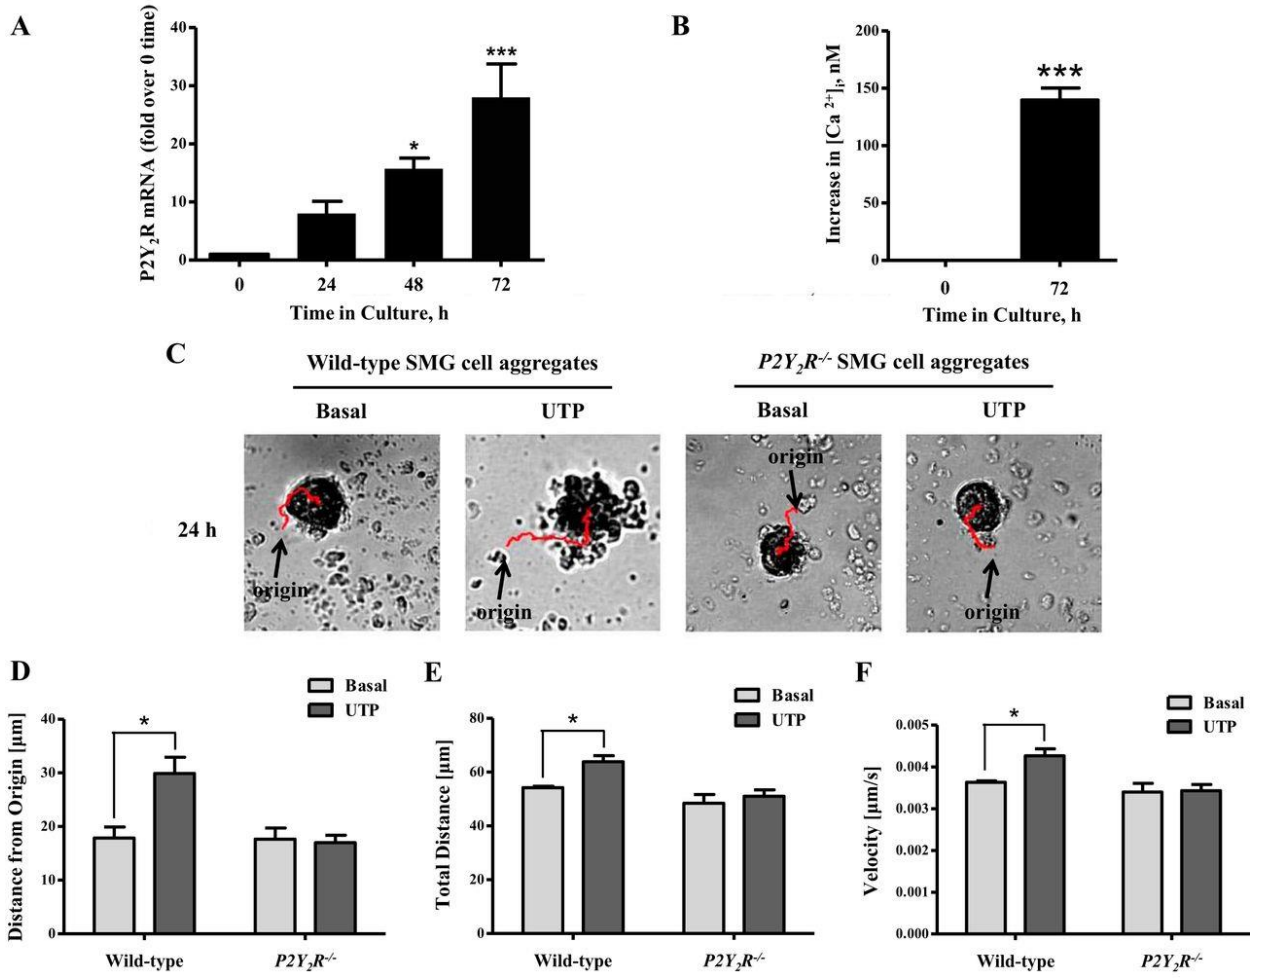 A
P2Y2R mRNA (fold over 0 time)
40
30
20
10
0
*
***
0 24 48 72
Time in Culture, h
B
Increase in [Ca 2+]i, nM
200
150
100
50
0
***
0 72
Time in Culture, h
C
Wild-type SMG cell aggregates
P2Y2R-/- SMG cell aggregates
Basal UTP Basal UTP
24 h
origin
origin
origin
origin
D
Basal
UTP
Distance from Origin [µm]
40
30
20
10
0
*
Wild-type P2Y2R-/-
E
Basal
UTP
Total Distance [µm]
80
60
40
20
0
*
Wild-type P2Y2R-/-
F
Basal
UTP
Velocity [µm/s]
0.005
0.004
0.003
0.002
0.001
0.000
*
Wild-type P2Y2R-/-